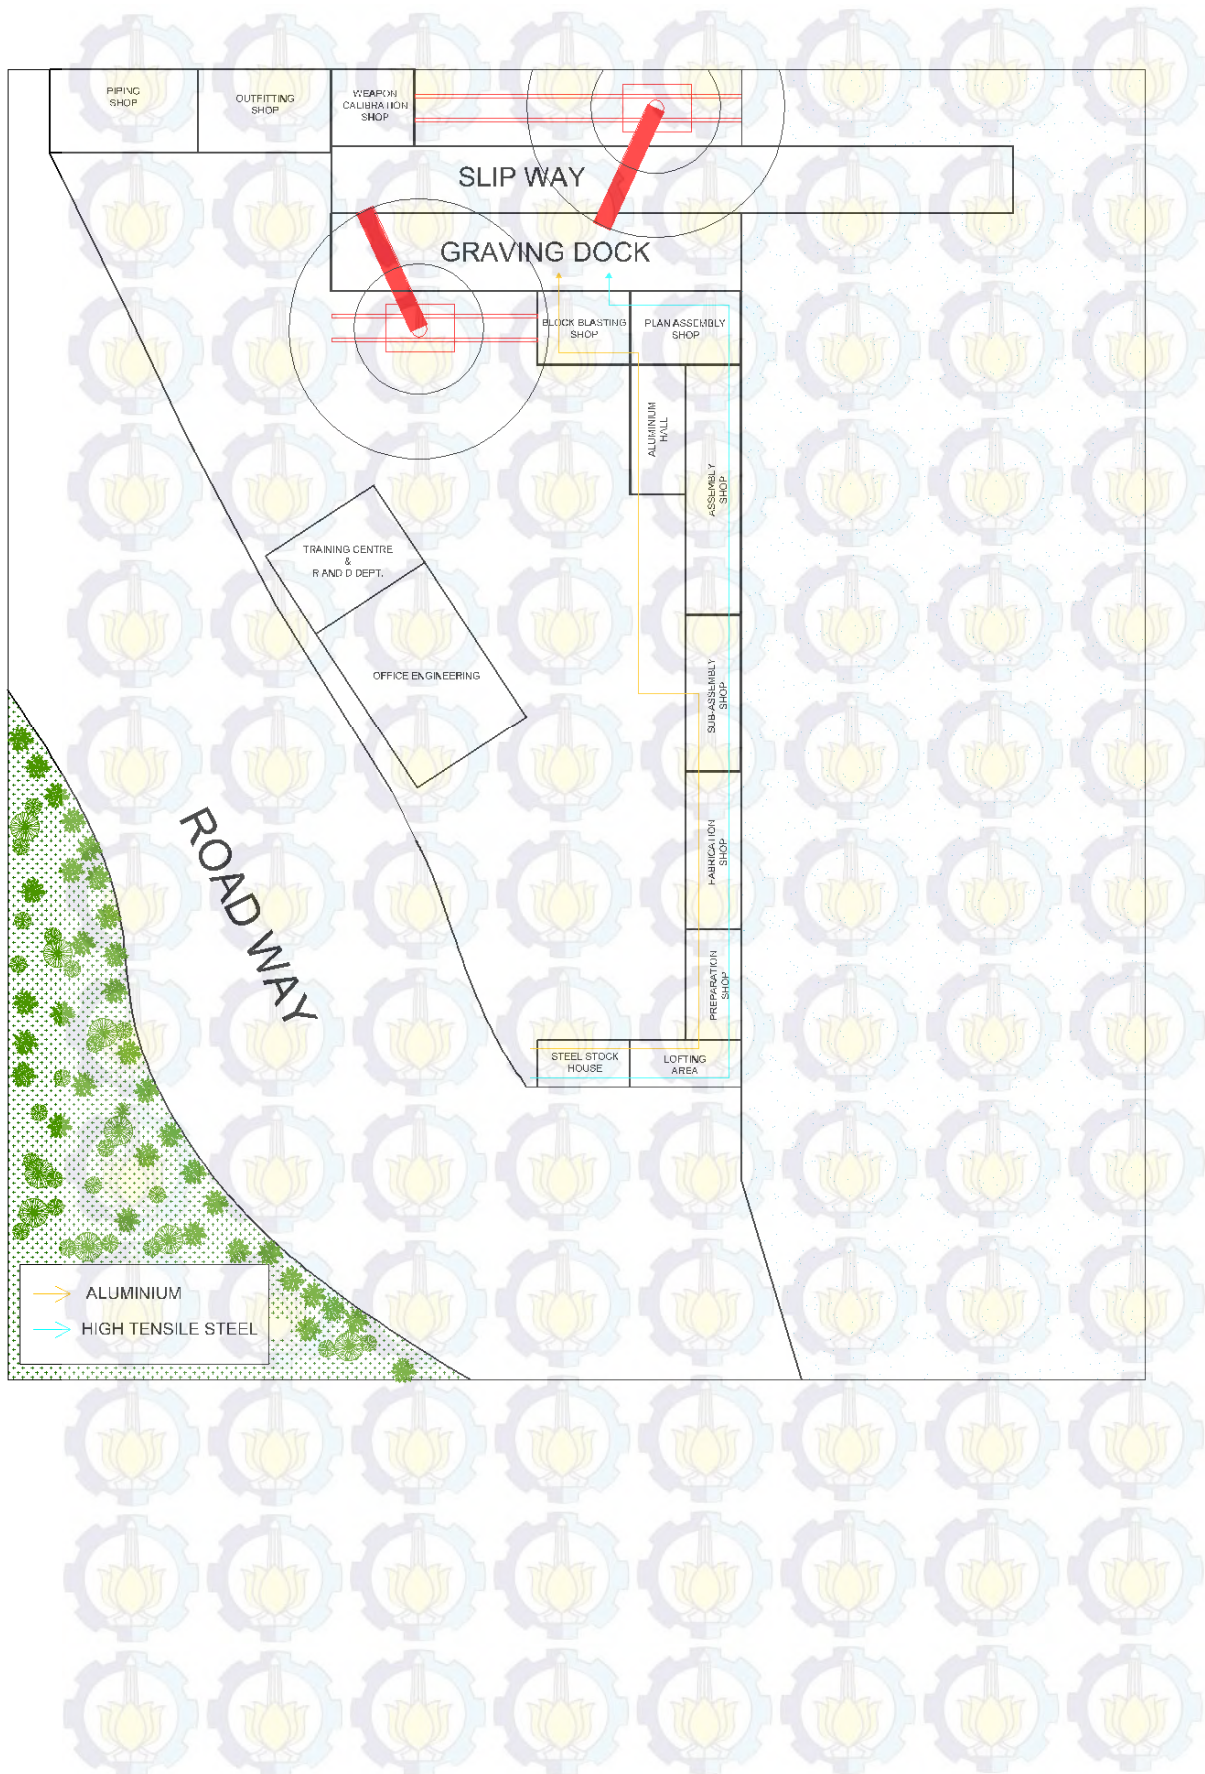 PIPING
SHOP
OUTFITTING
SHOP
WEAPON
CALIBRATION
SHOP
SLIP WAY
GRAVING DOCK
BLOCK BLASTING
SHOP
PLAN ASSEMBLY
SHOP
ALUMINIUM
HALL
ASSEMBLY
SHOP
TRAINING CENTRE
&
R AND D DEPT.
OFFICE ENGINEERING
SUB-ASSEMBLY
SHOP
HABRICATION
SHOP
ROAD WAY
PREPARATION
SHOP
STEEL STOCK
HOUSE
LOFTING
AREA
ALUMINIUM
HIGH TENSILE STEEL